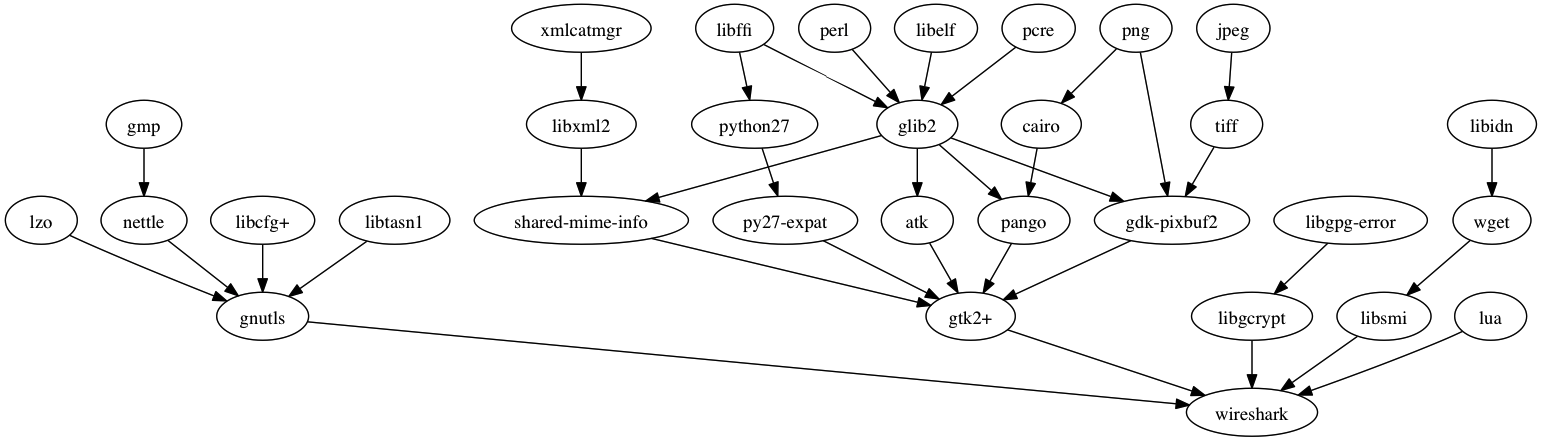 xmlcatmgr
libffi
perl
libelf
pcre
png
jpeg
gmp
libxml2
python27
glib2
cairo
tiff
libidn
lzo
nettle
libcfg+
libtasn1
shared-mime-info
py27-expat
atk
pango
gdk-pixbuf2
libgpg-error
wget
gnutls
gtk2+
libgcrypt
libsmi
lua
wireshark